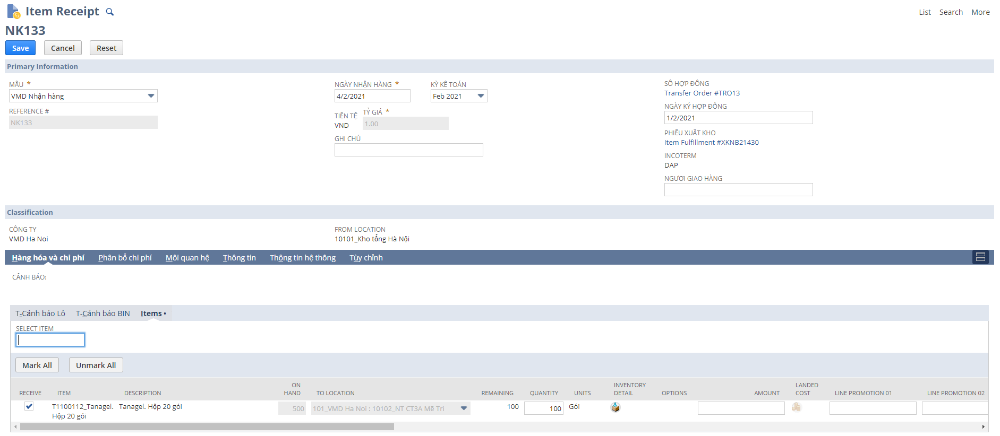 Item Receipt
List Search More
NK133
Save Cancel Reset
Primary Information
MẪU *
VMD Nhận hàng
REFERENCE #
NK133
NGÀY NHẬN HÀNG *
4/2/2021
KỲ KẾ TOÁN
Feb 2021
TIỀN TỆ
VND
TỶ GIÁ *
1.00
GHI CHÚ
SỐ HỢP ĐỒNG
Transfer Order #TRO13
NGÀY KÝ HỢP ĐỒNG
1/2/2021
PHIẾU XUẤT KHO
Item Fulfillment #XKNB21430
INCOTERM
DAP
NGƯỜI GIAO HÀNG
Classification
CÔNG TY
VMD Ha Noi
FROM LOCATION
10101_Kho tổng Hà Nội
Hàng hóa và chi phí Phân bổ chi phí Mối quan hệ Thông tin Thông tin hệ thống Tùy chỉnh
CẢNH BÁO:
T-Cảnh báo Lô T-Cảnh báo BIN Items •
SELECT ITEM
Mark All Unmark All
RECEIVE ITEM DESCRIPTION ON HAND TO LOCATION REMAINING QUANTITY UNITS INVENTORY DETAIL OPTIONS AMOUNT LANDED COST LINE PROMOTION 01 LINE PROMOTION 02
T1100112_Tanagel. Hộp 20 gói Tanagel. Hộp 20 gói 500 101_VMD Ha Noi : 10102_NT CT3A Mễ Trì 100 100 Gói